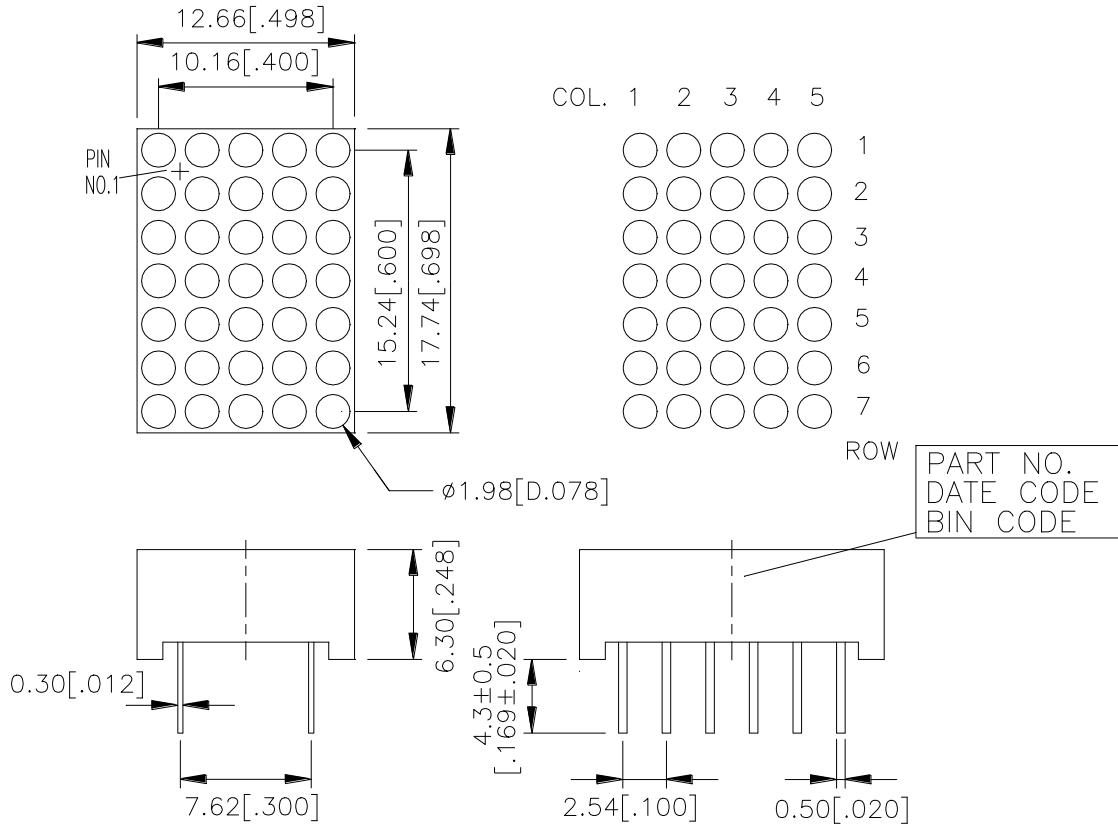 12.66[.498]
10.16[.400]
PIN
NO.1
15.24[.600]
17.74[.698]
ø1.98[D.078]
COL. 1 2 3 4 5
1
2
3
4
5
6
7
ROW
PART NO.
DATE CODE
BIN CODE
6.30[.248]
0.30[.012]
7.62[.300]
4.3±0.5
[.169±.020]
2.54[.100]
0.50[.020]